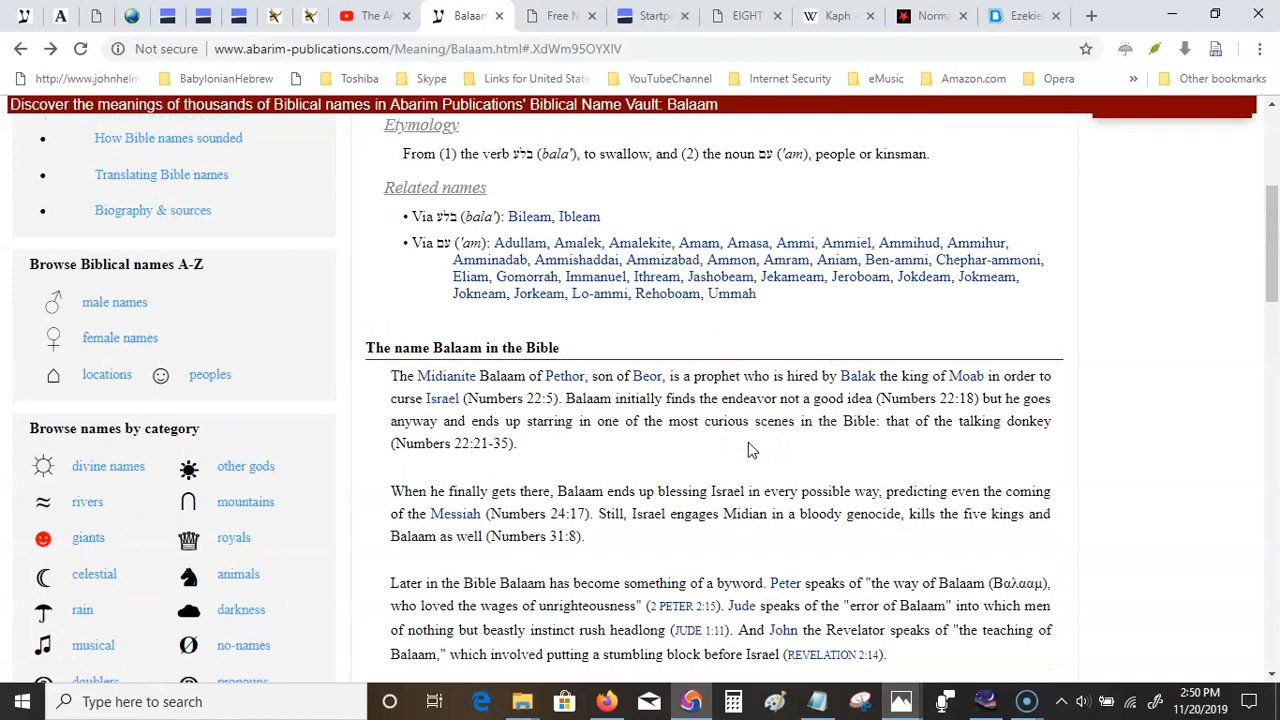 The A
Balaan
Free N
Startpa
EIGHT
Kaph -
Norma
Ezekie
Not secure
www.abarim-publications.com/Meaning/Balaam.html#.XdWm95OYXIV
http://www.johnhelm
BabylonianHebrew
Toshiba
Skype
Links for United State
YouTubeChannel
Internet Security
eMusic
Amazon.com
Opera
»
Other bookmarks
Discover the meanings of thousands of Biblical names in Abarim Publications' Biblical Name Vault: Balaam
• How Bible names sounded
• Translating Bible names
• Biography & sources
Browse Biblical names A-Z
male names
female names
locations
peoples
Browse names by category
divine names
other gods
rivers
mountains
giants
royals
celestial
animals
rain
darkness
musical
no-names
doublers
pronouns
Etymology
From (1) the verb בלע (bala'), to swallow, and (2) the noun עם ('am), people or kinsman.
Related names
• Via בלע (bala'): Bileam, Ibleam
• Via עם ('am): Adullam, Amalek, Amalekite, Amam, Amasa, Ammi, Ammiel, Ammihud, Ammihur,
Amminadab, Ammishaddai, Ammizabad, Ammon, Amram, Aniam, Ben-ammi, Chephar-ammoni,
Eliam, Gomorrah, Immanuel, Ithream, Jashobeam, Jekameam, Jeroboam, Jokdeam, Jokmeam,
Jokneam, Jorkeam, Lo-ammi, Rehoboam, Ummah
The name Balaam in the Bible
The Midianite Balaam of Pethor, son of Beor, is a prophet who is hired by Balak the king of Moab in order to
curse Israel (Numbers 22:5). Balaam initially finds the endeavor not a good idea (Numbers 22:18) but he goes
anyway and ends up starring in one of the most curious scenes in the Bible: that of the talking donkey
(Numbers 22:21-35).
When he finally gets there, Balaam ends up blessing Israel in every possible way, predicting even the coming
of the Messiah (Numbers 24:17). Still, Israel engages Midian in a bloody genocide, kills the five kings and
Balaam as well (Numbers 31:8).
Later in the Bible Balaam has become something of a byword. Peter speaks of "the way of Balaam (Βαλααμ),
who loved the wages of unrighteousness" (2 PETER 2:15). Jude speaks of the "error of Balaam" into which men
of nothing but beastly instinct rush headlong (JUDE 1:11). And John the Revelator speaks of "the teaching of
Balaam," which involved putting a stumbling block before Israel (REVELATION 2:14).
Type here to search
2:50 PM
11/20/2019